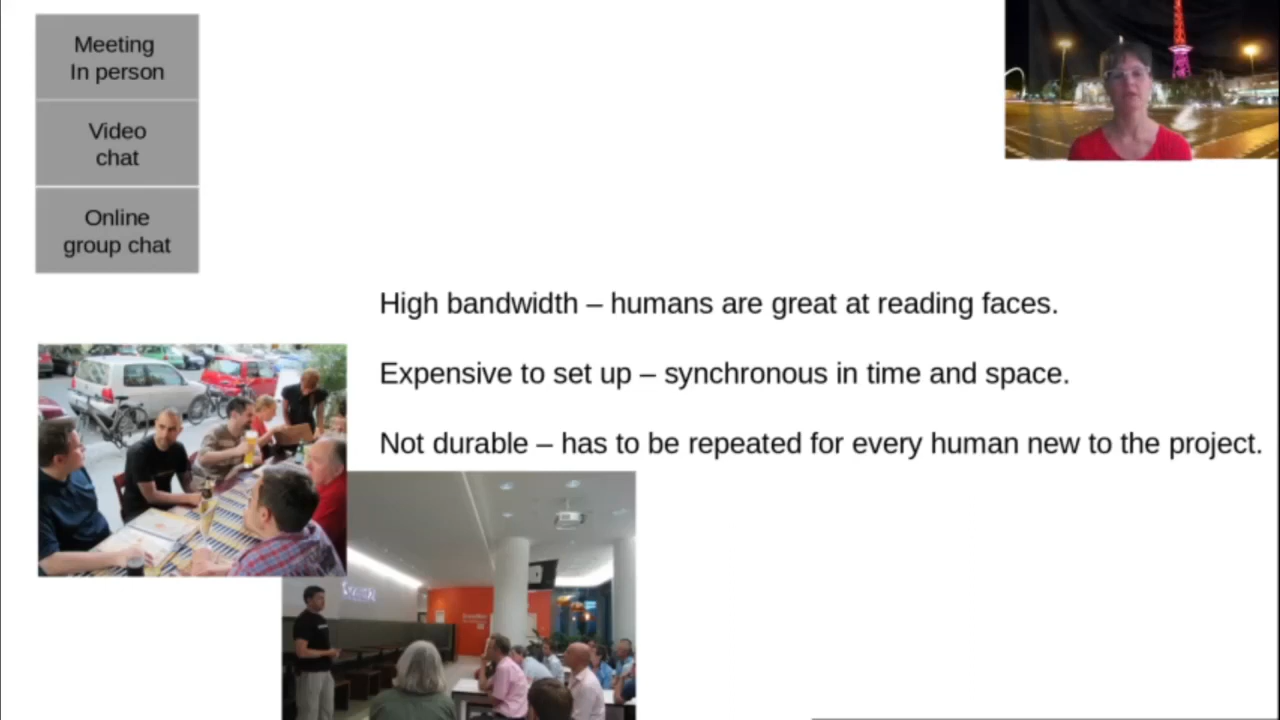 Meeting
In person
Video
chat
Online
group chat
High bandwidth – humans are great at reading faces.
Expensive to set up – synchronous in time and space.
Not durable – has to be repeated for every human new to the project.